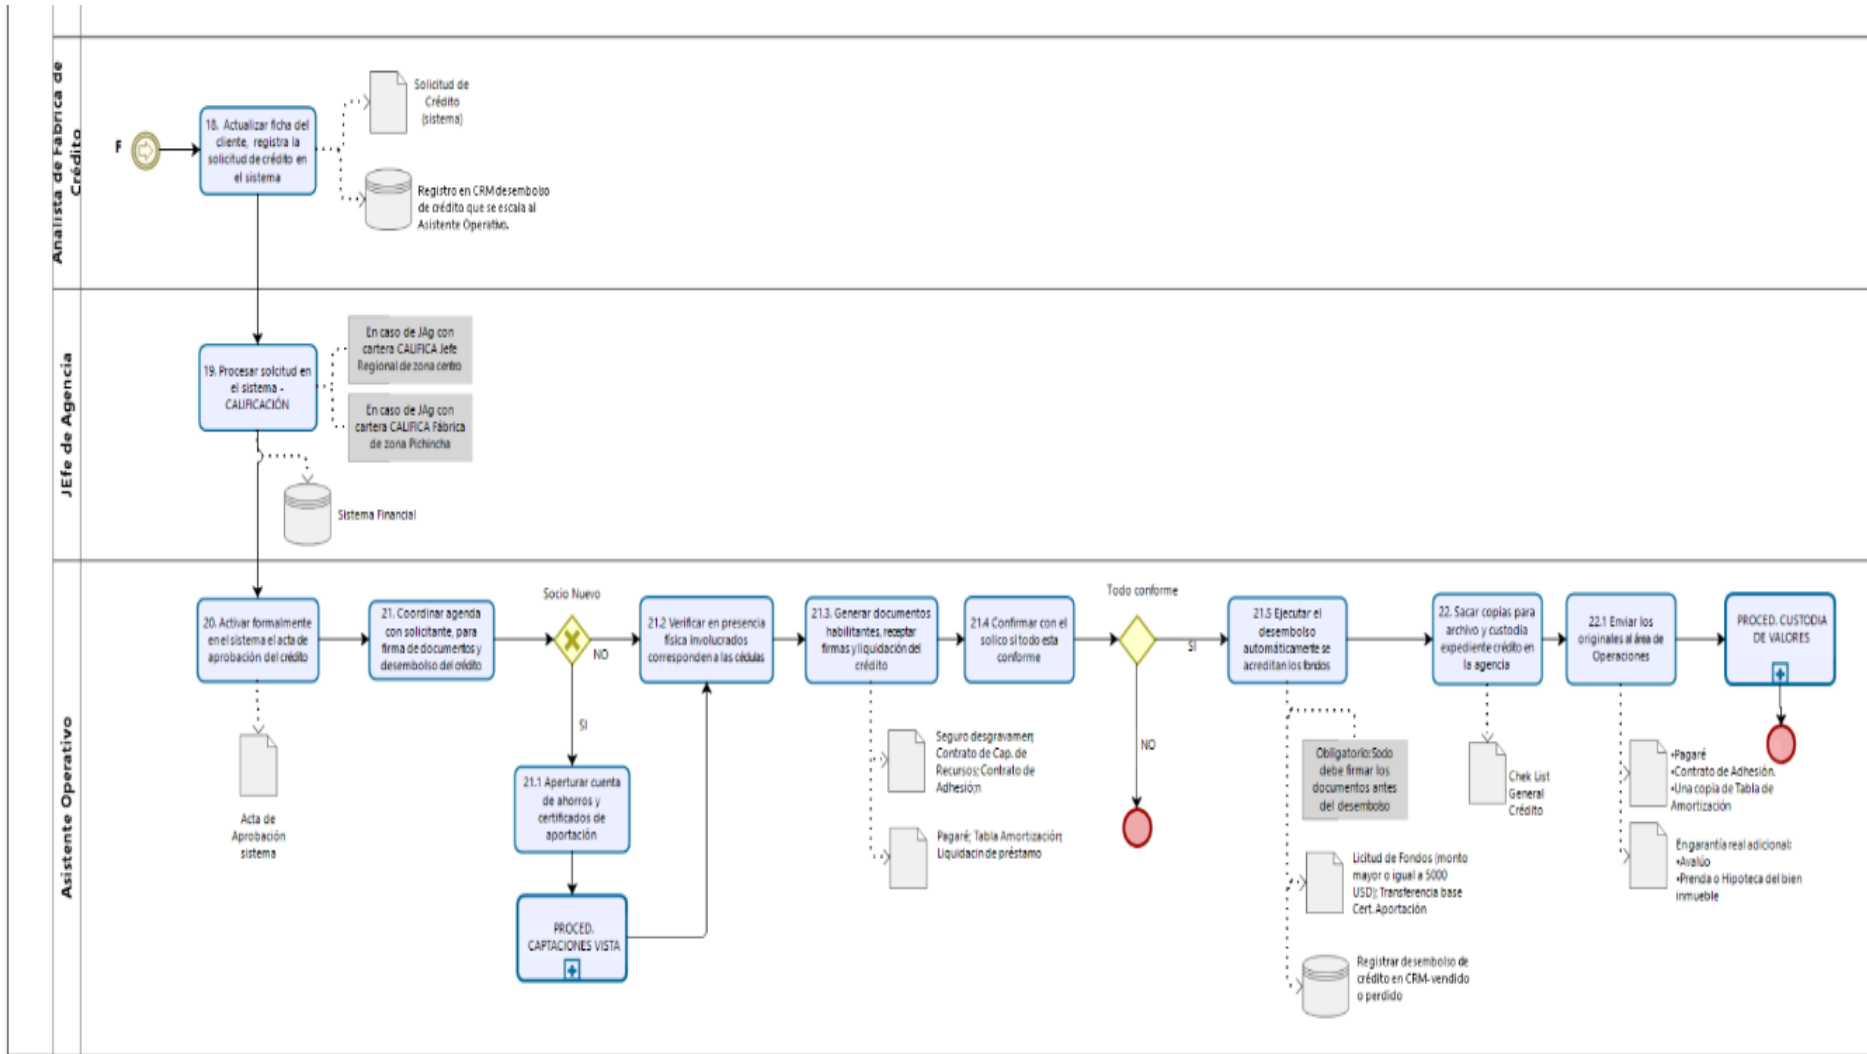 Analista de Fábrica de
Crédito
F
18. Actualizar ficha del
cliente, registra la
solicitud de crédito en
el sistema
Solicitud de
Crédito
(sistema)
Registro en CRM desembolso
de crédito que se escala al
Asistente Operativo.
JEfe de Agencia
19. Procesar solcitud en
el sistema -
CALIFICACIÓN
En caso de JAg con
cartera CALIFICA Jefe
Regional de zona centro
En caso de JAg con
cartera CALIFICA Fábrica
de zona Pichincha
Sistema Financial
Asistente Operativo
20. Activar formalmente
en el sistema el acta de
aprobación del crédito
Acta de
Aprobación
sistema
21. Coordinar agenda
con solicitante, para
firma de documentos y
desembolso del crédito
Socio Nuevo
NO
SI
21.1 Aperturar cuenta
de ahorros y
certificados de
aportación
PROCED.
CAPTACIONES VISTA
21.2 Verificar en presencia
física involucrados
corresponden a las cédulas
21.3. Generar documentos
habilitantes, receptar
firmas y liquidación del
crédito
Seguro desgravamen;
Contrato de Cap. de
Recursos; Contrato de
Adhesión
Pagaré; Tabla Amortización;
Liquidacin de préstamo
21.4 Confirmar con el
solico si todo esta
conforme
Todo conforme
SI
NO
21.5 Ejecutar el
desembolso
automáticamente se
acreditan los fondos
Obligatorio: Socio
debe firmar los
documentos antes
del desembolso
Licitud de Fondos (monto
mayor o igual a 5000
USD); Transferencia base
Cert. Aportación
Registrar desembolso de
crédito en CRM-vendido
o perdido
22. Sacar copias para
archivo y custodia
expediente crédito en
la agencia
Chek List
General
Crédito
22.1 Enviar los
originales al área de
Operaciones
•Pagaré
•Contrato de Adhesión.
•Una copia de Tabla de
Amortización
En garantía real adicional:
•Avalúo
•Prenda o Hipoteca del bien
inmueble
PROCED. CUSTODIA
DE VALORES